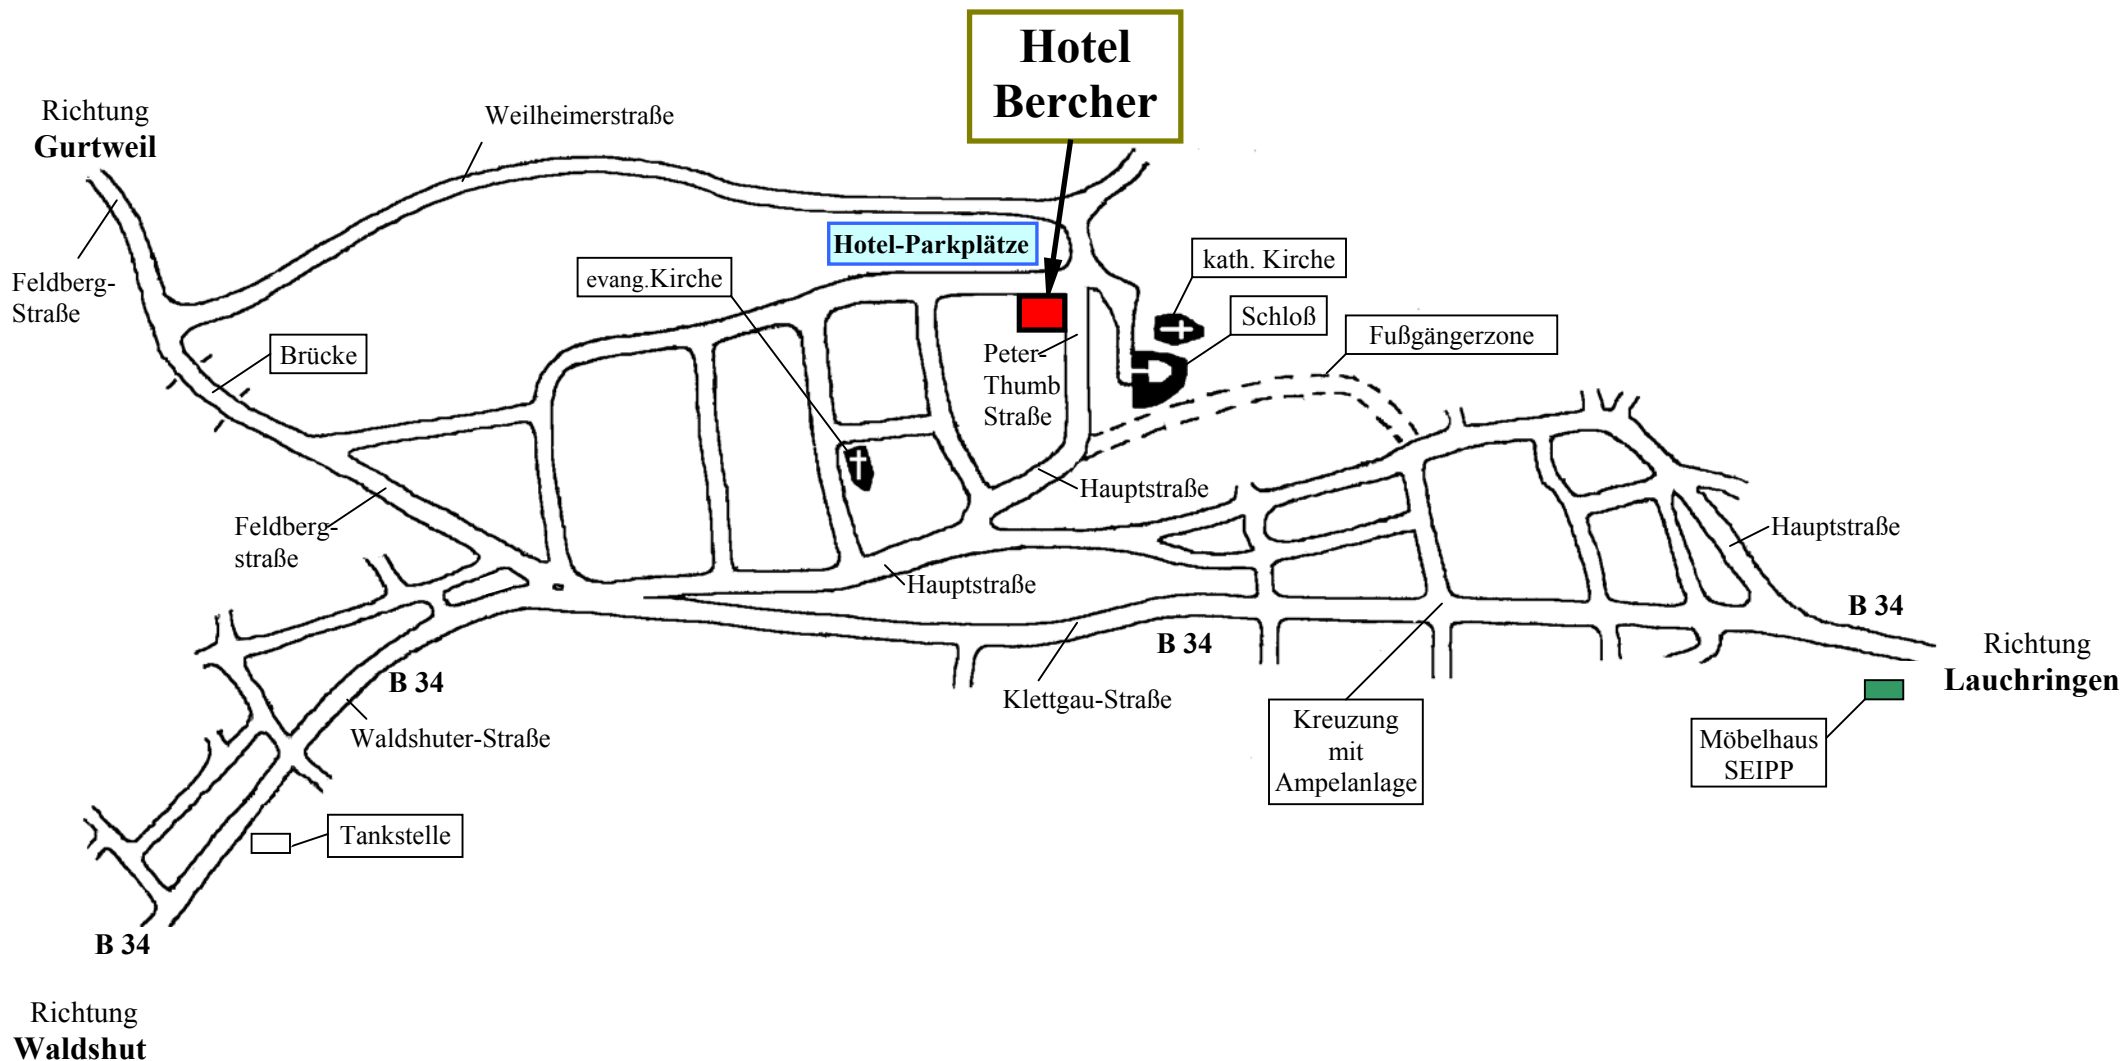 Hotel
Bercher
Richtung
Gurtweil
Weilheimerstraße
Hotel-Parkplätze
kath. Kirche
evang.Kirche
Feldberg-
Straße
Schloß
Fußgängerzone
Brücke
Peter-
Thumb
Straße
Hauptstraße
Feldberg-
straße
Hauptstraße
Hauptstraße
B 34
B 34
Richtung
Lauchringen
B 34
Klettgau-Straße
Waldshuter-Straße
Kreuzung
mit
Ampelanlage
Möbelhaus
SEIPP
Tankstelle
B 34
Richtung
Waldshut